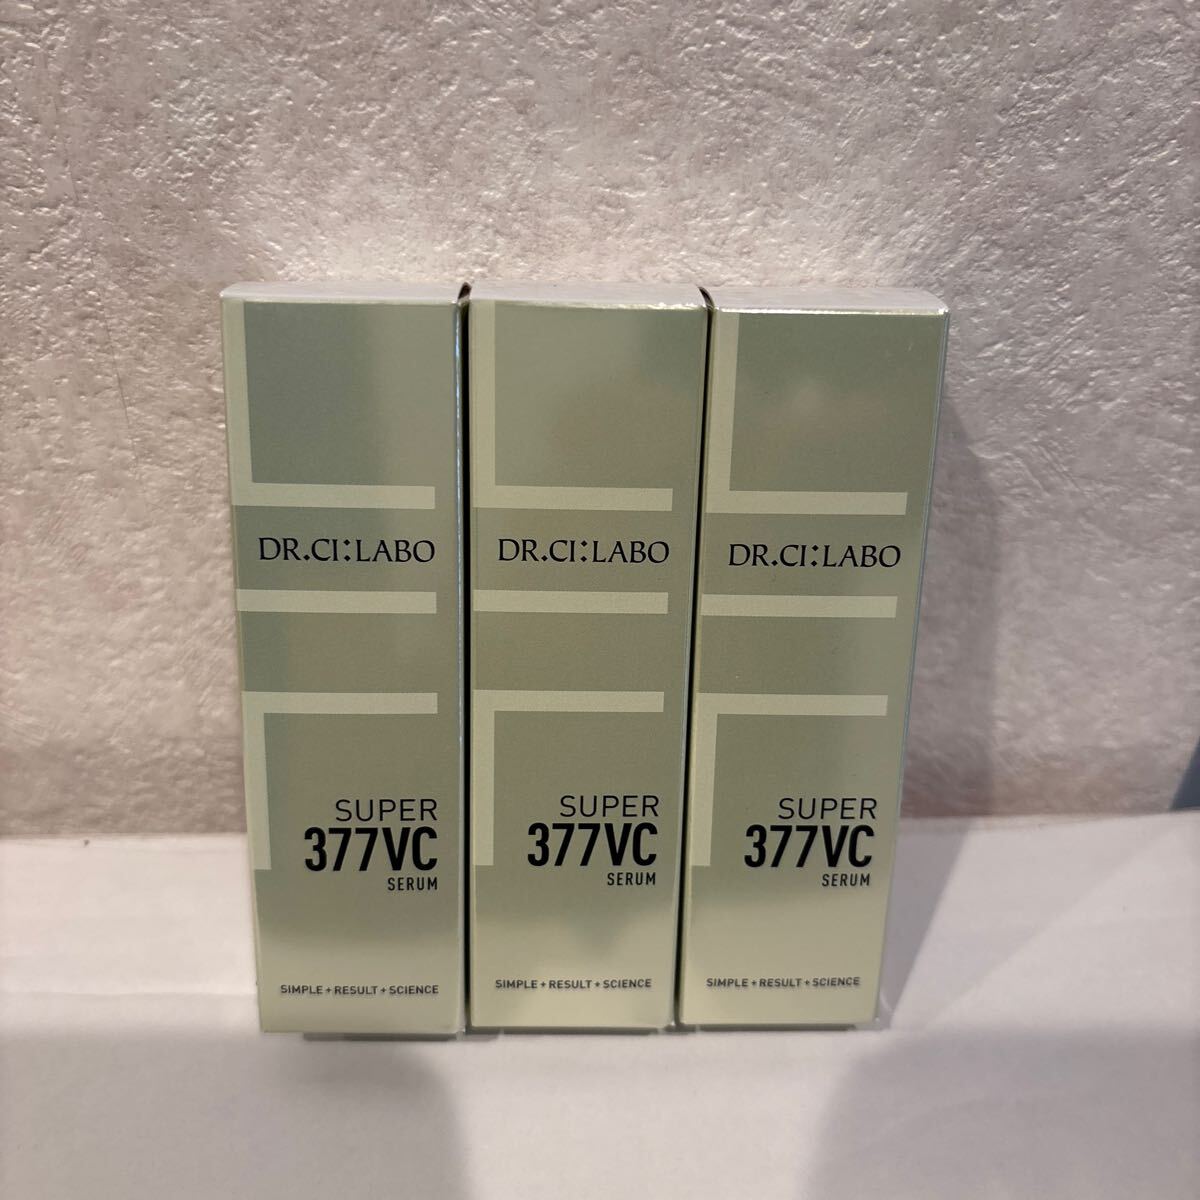 DR.CI:LABO
SUPER
377VC
SERUM
SIMPLE + RESULT + SCIENCE
DR.CI:LABO
SUPER
377VC
SERUM
SIMPLE + RESULT + SCIENCE
DR.CI:LABO
SUPER
377VC
SERUM
SIMPLE + RESULT + SCIENCE